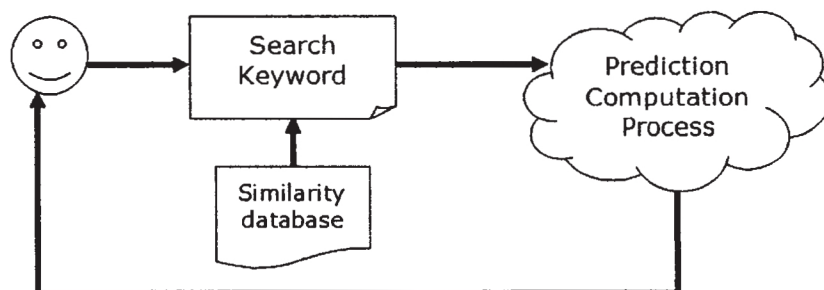 Search
Keyword
Prediction
Computation
Process
Similarity
database